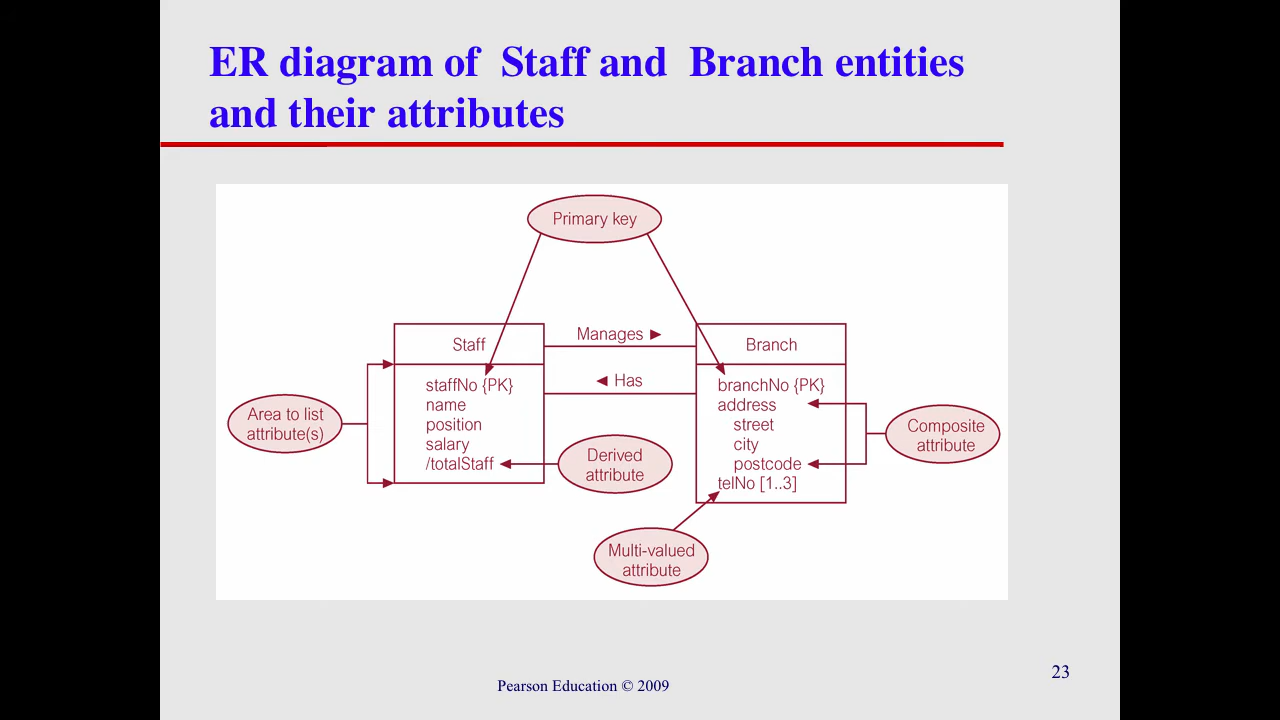 ER diagram of Staff and Branch entities
and their attributes
Primary key
Manages ►
Staff
Branch
◄ Has
staffNo {PK}
name
position
salary
/totalStaff
branchNo {PK}
address
street
city
postcode
telNo [1..3]
Area to list
attribute(s)
Derived
attribute
Composite
attribute
Multi-valued
attribute
Pearson Education © 2009
23